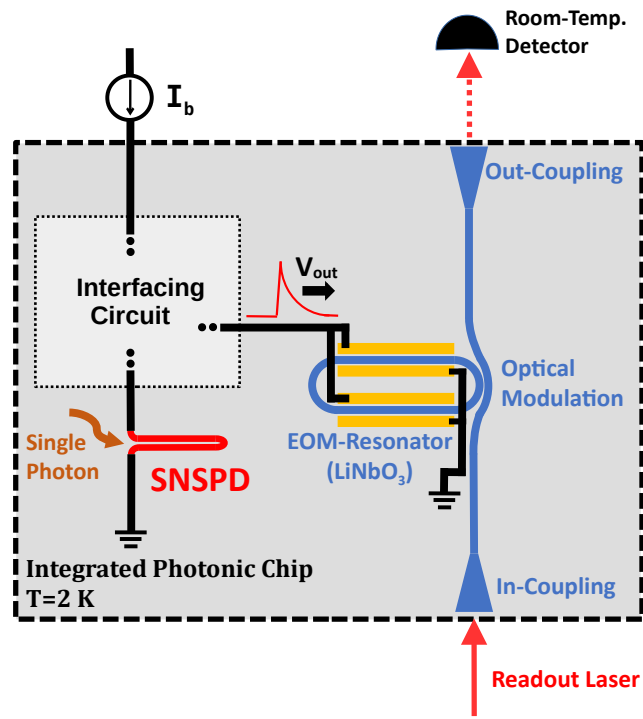 Room-Temp.
Detector
I_b
Out-Coupling
Interfacing
Circuit
V_out
Optical
Modulation
EOM-Resonator
(LiNbO_3)
Single
Photon
SNSPD
Integrated Photonic Chip
T=2 K
In-Coupling
Readout Laser